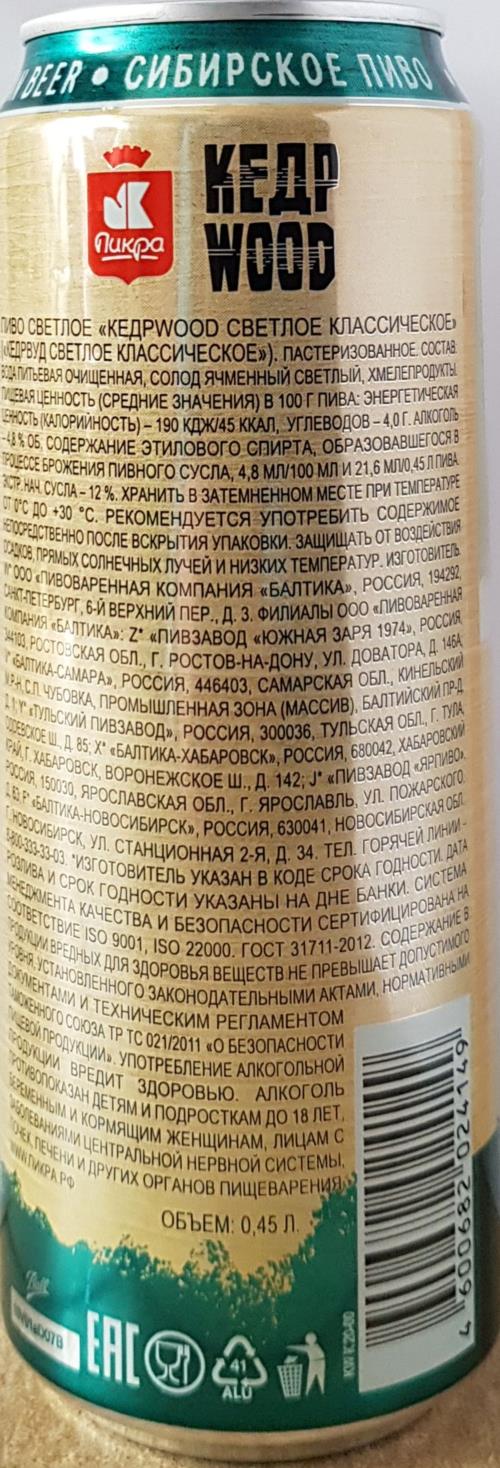 BEER • СИБИРСКОЕ ПИВО
Пикра
КЕДР
WOOD
ПИВО СВЕТЛОЕ «КЕДРWOOD СВЕТЛОЕ КЛАССИЧЕСКОЕ»
(«КЕДРВУД СВЕТЛОЕ КЛАССИЧЕСКОЕ»). ПАСТЕРИЗОВАННОЕ. СОСТАВ:
ВОДА ПИТЬЕВАЯ ОЧИЩЕННАЯ, СОЛОД ЯЧМЕННЫЙ СВЕТЛЫЙ, ХМЕЛЕПРОДУКТЫ.
ПИЩЕВАЯ ЦЕННОСТЬ (СРЕДНИЕ ЗНАЧЕНИЯ) В 100 Г ПИВА: ЭНЕРГЕТИЧЕСКАЯ
ЦЕННОСТЬ (КАЛОРИЙНОСТЬ) – 190 КДЖ/45 ККАЛ, УГЛЕВОДОВ – 4,0 Г. АЛКОГОЛЬ
– 4,8 % ОБ. СОДЕРЖАНИЕ ЭТИЛОВОГО СПИРТА, ОБРАЗОВАВШЕГОСЯ В
ПРОЦЕССЕ БРОЖЕНИЯ ПИВНОГО СУСЛА, 4,8 МЛ/100 МЛ И 21,6 МЛ/0,45 Л ПИВА.
ЭКСТР. НАЧ. СУСЛА – 12 %. ХРАНИТЬ В ЗАТЕМНЕННОМ МЕСТЕ ПРИ ТЕМПЕРАТУРЕ
ОТ 0°С ДО +30 °С. РЕКОМЕНДУЕТСЯ УПОТРЕБИТЬ СОДЕРЖИМОЕ
НЕПОСРЕДСТВЕННО ПОСЛЕ ВСКРЫТИЯ УПАКОВКИ. ЗАЩИЩАТЬ ОТ ВОЗДЕЙСТВИЯ
ОСАДКОВ, ПРЯМЫХ СОЛНЕЧНЫХ ЛУЧЕЙ И НИЗКИХ ТЕМПЕРАТУР. ИЗГОТОВИТЕЛЬ:
W* ООО «ПИВОВАРЕННАЯ КОМПАНИЯ «БАЛТИКА», РОССИЯ, 194292,
САНКТ-ПЕТЕРБУРГ, 6-Й ВЕРХНИЙ ПЕР., Д. 3. ФИЛИАЛЫ ООО «ПИВОВАРЕННАЯ
КОМПАНИЯ «БАЛТИКА»: Z* «ПИВЗАВОД «ЮЖНАЯ ЗАРЯ 1974», РОССИЯ,
344103, РОСТОВСКАЯ ОБЛ., Г. РОСТОВ-НА-ДОНУ, УЛ. ДОВАТОРА, Д. 146А;
«БАЛТИКА-САМАРА», РОССИЯ, 446403, САМАРСКАЯ ОБЛ., КИНЕЛЬСКИЙ
М.Р-Н, С.П. ЧУБОВКА, ПРОМЫШЛЕННАЯ ЗОНА (МАССИВ), БАЛТИЙСКИЙ ПР-Д,
Д. 1; Y* «ТУЛЬСКИЙ ПИВЗАВОД», РОССИЯ, 300036, ТУЛЬСКАЯ ОБЛ., Г. ТУЛА,
ОДОЕВСКОЕ Ш., Д. 85; X* «БАЛТИКА-ХАБАРОВСК», РОССИЯ, 680042, ХАБАРОВСКИЙ
КРАЙ, Г. ХАБАРОВСК, ВОРОНЕЖСКОЕ Ш., Д. 142; J* «ПИВЗАВОД «ЯРПИВО»,
РОССИЯ, 150030, ЯРОСЛАВСКАЯ ОБЛ., Г. ЯРОСЛАВЛЬ, УЛ. ПОЖАРСКОГО,
Д. 63; F* «БАЛТИКА-НОВОСИБИРСК», РОССИЯ, 630041, НОВОСИБИРСКАЯ ОБЛ.,
Г. НОВОСИБИРСК, УЛ. СТАНЦИОННАЯ 2-Я, Д. 34. ТЕЛ. ГОРЯЧЕЙ ЛИНИИ –
8-800-333-33-03. *ИЗГОТОВИТЕЛЬ УКАЗАН В КОДЕ СРОКА ГОДНОСТИ. ДАТА
РОЗЛИВА И СРОК ГОДНОСТИ УКАЗАНЫ НА ДНЕ БАНКИ. СИСТЕМА
МЕНЕДЖМЕНТА КАЧЕСТВА И БЕЗОПАСНОСТИ СЕРТИФИЦИРОВАНА НА
СООТВЕТСТВИЕ ISO 9001, ISO 22000. ГОСТ 31711-2012. СОДЕРЖАНИЕ В
ПРОДУКЦИИ ВРЕДНЫХ ДЛЯ ЗДОРОВЬЯ ВЕЩЕСТВ НЕ ПРЕВЫШАЕТ ДОПУСТИМОГО
УРОВНЯ, УСТАНОВЛЕННОГО ЗАКОНОДАТЕЛЬНЫМИ АКТАМИ, НОРМАТИВНЫМИ
ДОКУМЕНТАМИ И ТЕХНИЧЕСКИМ РЕГЛАМЕНТОМ
ТАМОЖЕННОГО СОЮЗА ТР ТС 021/2011 «О БЕЗОПАСНОСТИ
ПИЩЕВОЙ ПРОДУКЦИИ». УПОТРЕБЛЕНИЕ АЛКОГОЛЬНОЙ
ПРОДУКЦИИ ВРЕДИТ ЗДОРОВЬЮ. АЛКОГОЛЬ
ПРОТИВОПОКАЗАН ДЕТЯМ И ПОДРОСТКАМ ДО 18 ЛЕТ,
БЕРЕМЕННЫМ И КОРМЯЩИМ ЖЕНЩИНАМ, ЛИЦАМ С
ЗАБОЛЕВАНИЯМИ ЦЕНТРАЛЬНОЙ НЕРВНОЙ СИСТЕМЫ,
ПОЧЕК, ПЕЧЕНИ И ДРУГИХ ОРГАНОВ ПИЩЕВАРЕНИЯ.
WWW.ПИКРА.РФ
ОБЪЕМ: 0,45 Л.
4 600682 024149
Ball
EAC
41
ALU